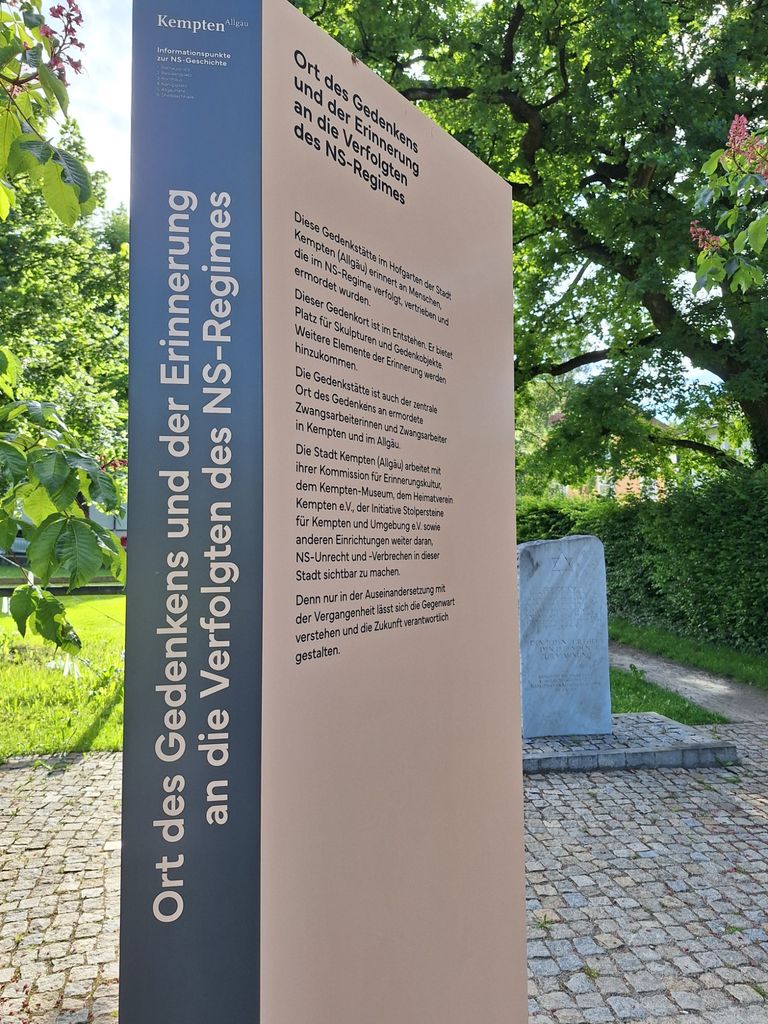 Kempten Allgäu
Informationspunkte
zur NS-Geschichte
Ort des Gedenkens und der Erinnerung
an die Verfolgten des NS-Regimes
Ort des Gedenkens
und der Erinnerung
an die Verfolgten
des NS-Regimes
Diese Gedenkstätte im Hofgarten der Stadt
Kempten (Allgäu) erinnert an Menschen,
die im NS-Regime verfolgt, vertrieben und
ermordet wurden.
Dieser Gedenkort ist im Entstehen. Er bietet
Platz für Skulpturen und Gedenkobjekte.
Weitere Elemente der Erinnerung werden
hinzukommen.
Die Gedenkstätte ist auch der zentrale
Ort des Gedenkens an ermordete
Zwangsarbeiterinnen und Zwangsarbeiter
in Kempten und im Allgäu.
Die Stadt Kempten (Allgäu) arbeitet mit
ihrer Kommission für Erinnerungskultur,
dem Kempten-Museum, dem Heimatverein
Kempten e.V., der Initiative Stolpersteine
für Kempten und Umgebung e.V. sowie
anderen Einrichtungen weiter daran,
NS-Unrecht und -Verbrechen in dieser
Stadt sichtbar zu machen.
Denn nur in der Auseinandersetzung mit
der Vergangenheit lässt sich die Gegenwart
verstehen und die Zukunft verantwortlich
gestalten.